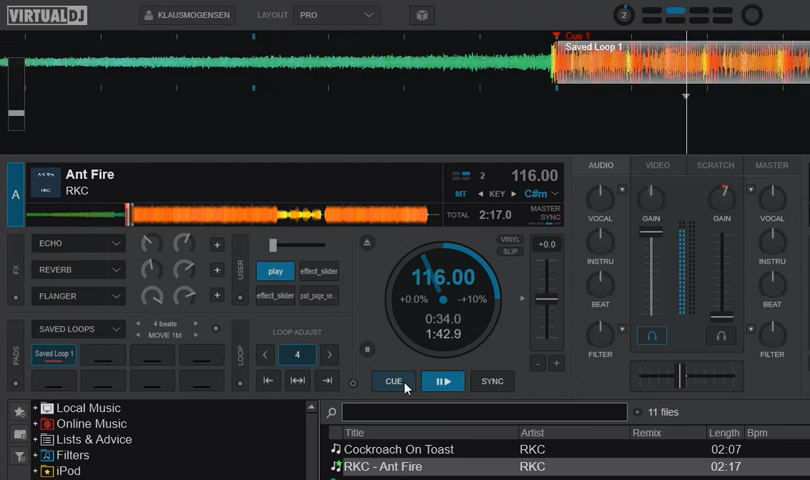 VIRTUALDJ
KLAUSMOGENSEN
LAYOUT PRO
2
Cue 1
Saved Loop 1
A
Ant Fire
RKC
2 116.00
MT KEY C#m
TOTAL 2:17.0 MASTER SYNC
AUDIO VIDEO SCRATCH MASTER
VOCAL GAIN GAIN VOCAL
INSTRU INSTRU
BEAT BEAT
FILTER FILTER
FX
ECHO
REVERB
FLANGER
USER
play effect_slider
effect_slider pad_page_se...
VINYL
SLIP
+0.0
116.00
+0.0% -+10%
0:34.0
1:42.9
PADS
SAVED LOOPS 4 beats
MOVE 1bt
Saved Loop 1
LOOP
LOOP ADJUST
4
CUE SYNC
Local Music
Online Music
Lists & Advice
Filters
iPod
11 files
Title Artist Remix Length Bpm
Cockroach On Toast RKC 02:07
RKC - Ant Fire RKC 02:17